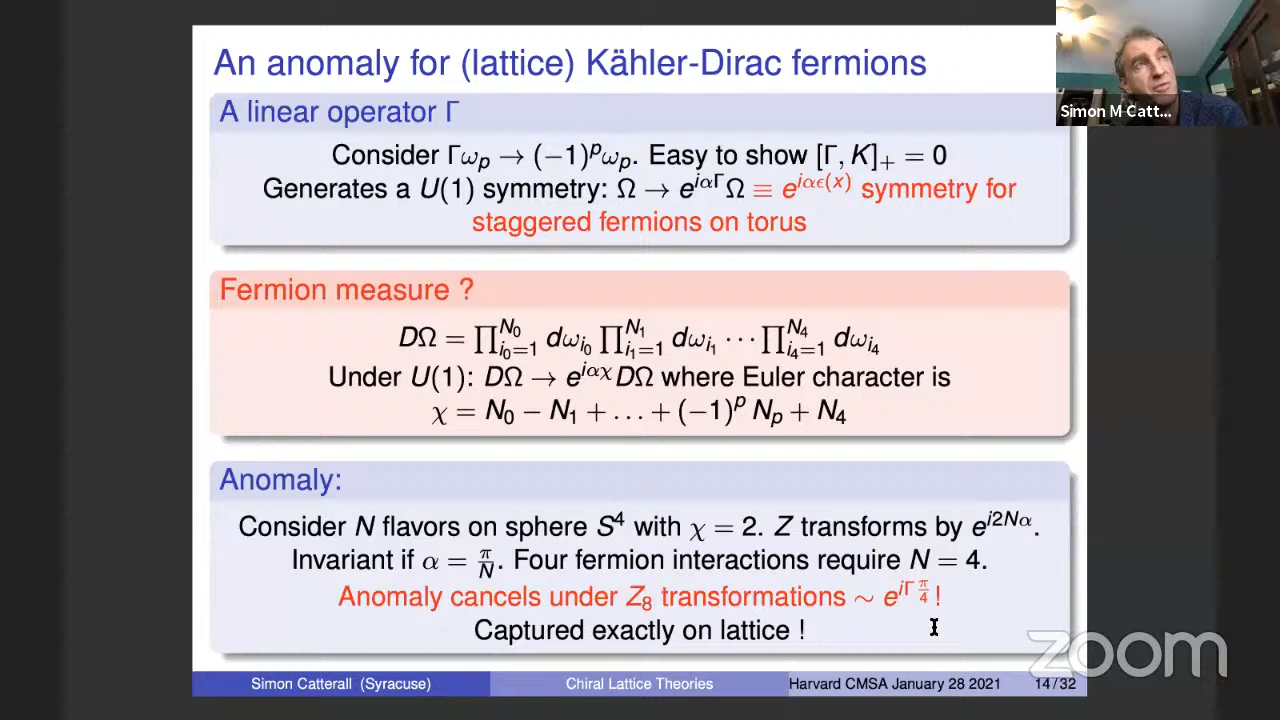 An anomaly for (lattice) Kähler-Dirac fermions
A linear operator Γ
Consider Γω_p → (−1)^p ω_p. Easy to show [Γ, K]_+ = 0
Generates a U(1) symmetry: Ω → e^{iαΓ}Ω ≡ e^{iαϵ(x)} symmetry for
staggered fermions on torus
Fermion measure ?
DΩ = ∏_{i_0=1}^{N_0} dω_{i_0} ∏_{i_1=1}^{N_1} dω_{i_1} ⋯ ∏_{i_4=1}^{N_4} dω_{i_4}
Under U(1): DΩ → e^{iαχ}DΩ where Euler character is
χ = N_0 − N_1 + … + (−1)^p N_p + N_4
Anomaly:
Consider N flavors on sphere S^4 with χ = 2. Z transforms by e^{i2Nα}.
Invariant if α = π/N. Four fermion interactions require N = 4.
Anomaly cancels under Z_8 transformations ∼ e^{iΓπ/4} !
Captured exactly on lattice !
Simon Catterall (Syracuse) Chiral Lattice Theories Harvard CMSA January 28 2021 14 / 32
Simon M Catt...
zoom